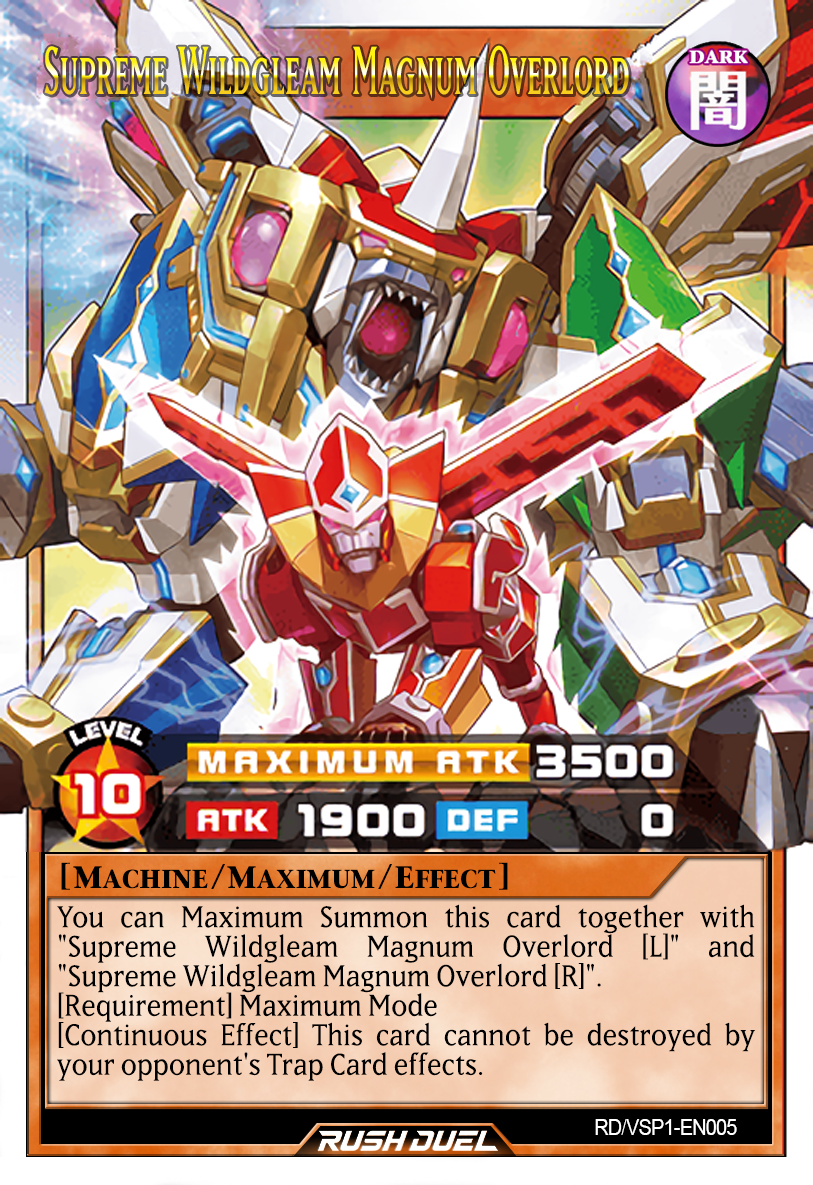 Supreme Wildgleam Magnum Overlord
DARK
闇
LEVEL
10
MAXIMUM ATK 3500
ATK 1900 DEF 0
[Machine/Maximum/Effect]
You can Maximum Summon this card together with
"Supreme Wildgleam Magnum Overlord [L]" and
"Supreme Wildgleam Magnum Overlord [R]".
[Requirement] Maximum Mode
[Continuous Effect] This card cannot be destroyed by
your opponent's Trap Card effects.
RUSH DUEL
RD/VSP1-EN005